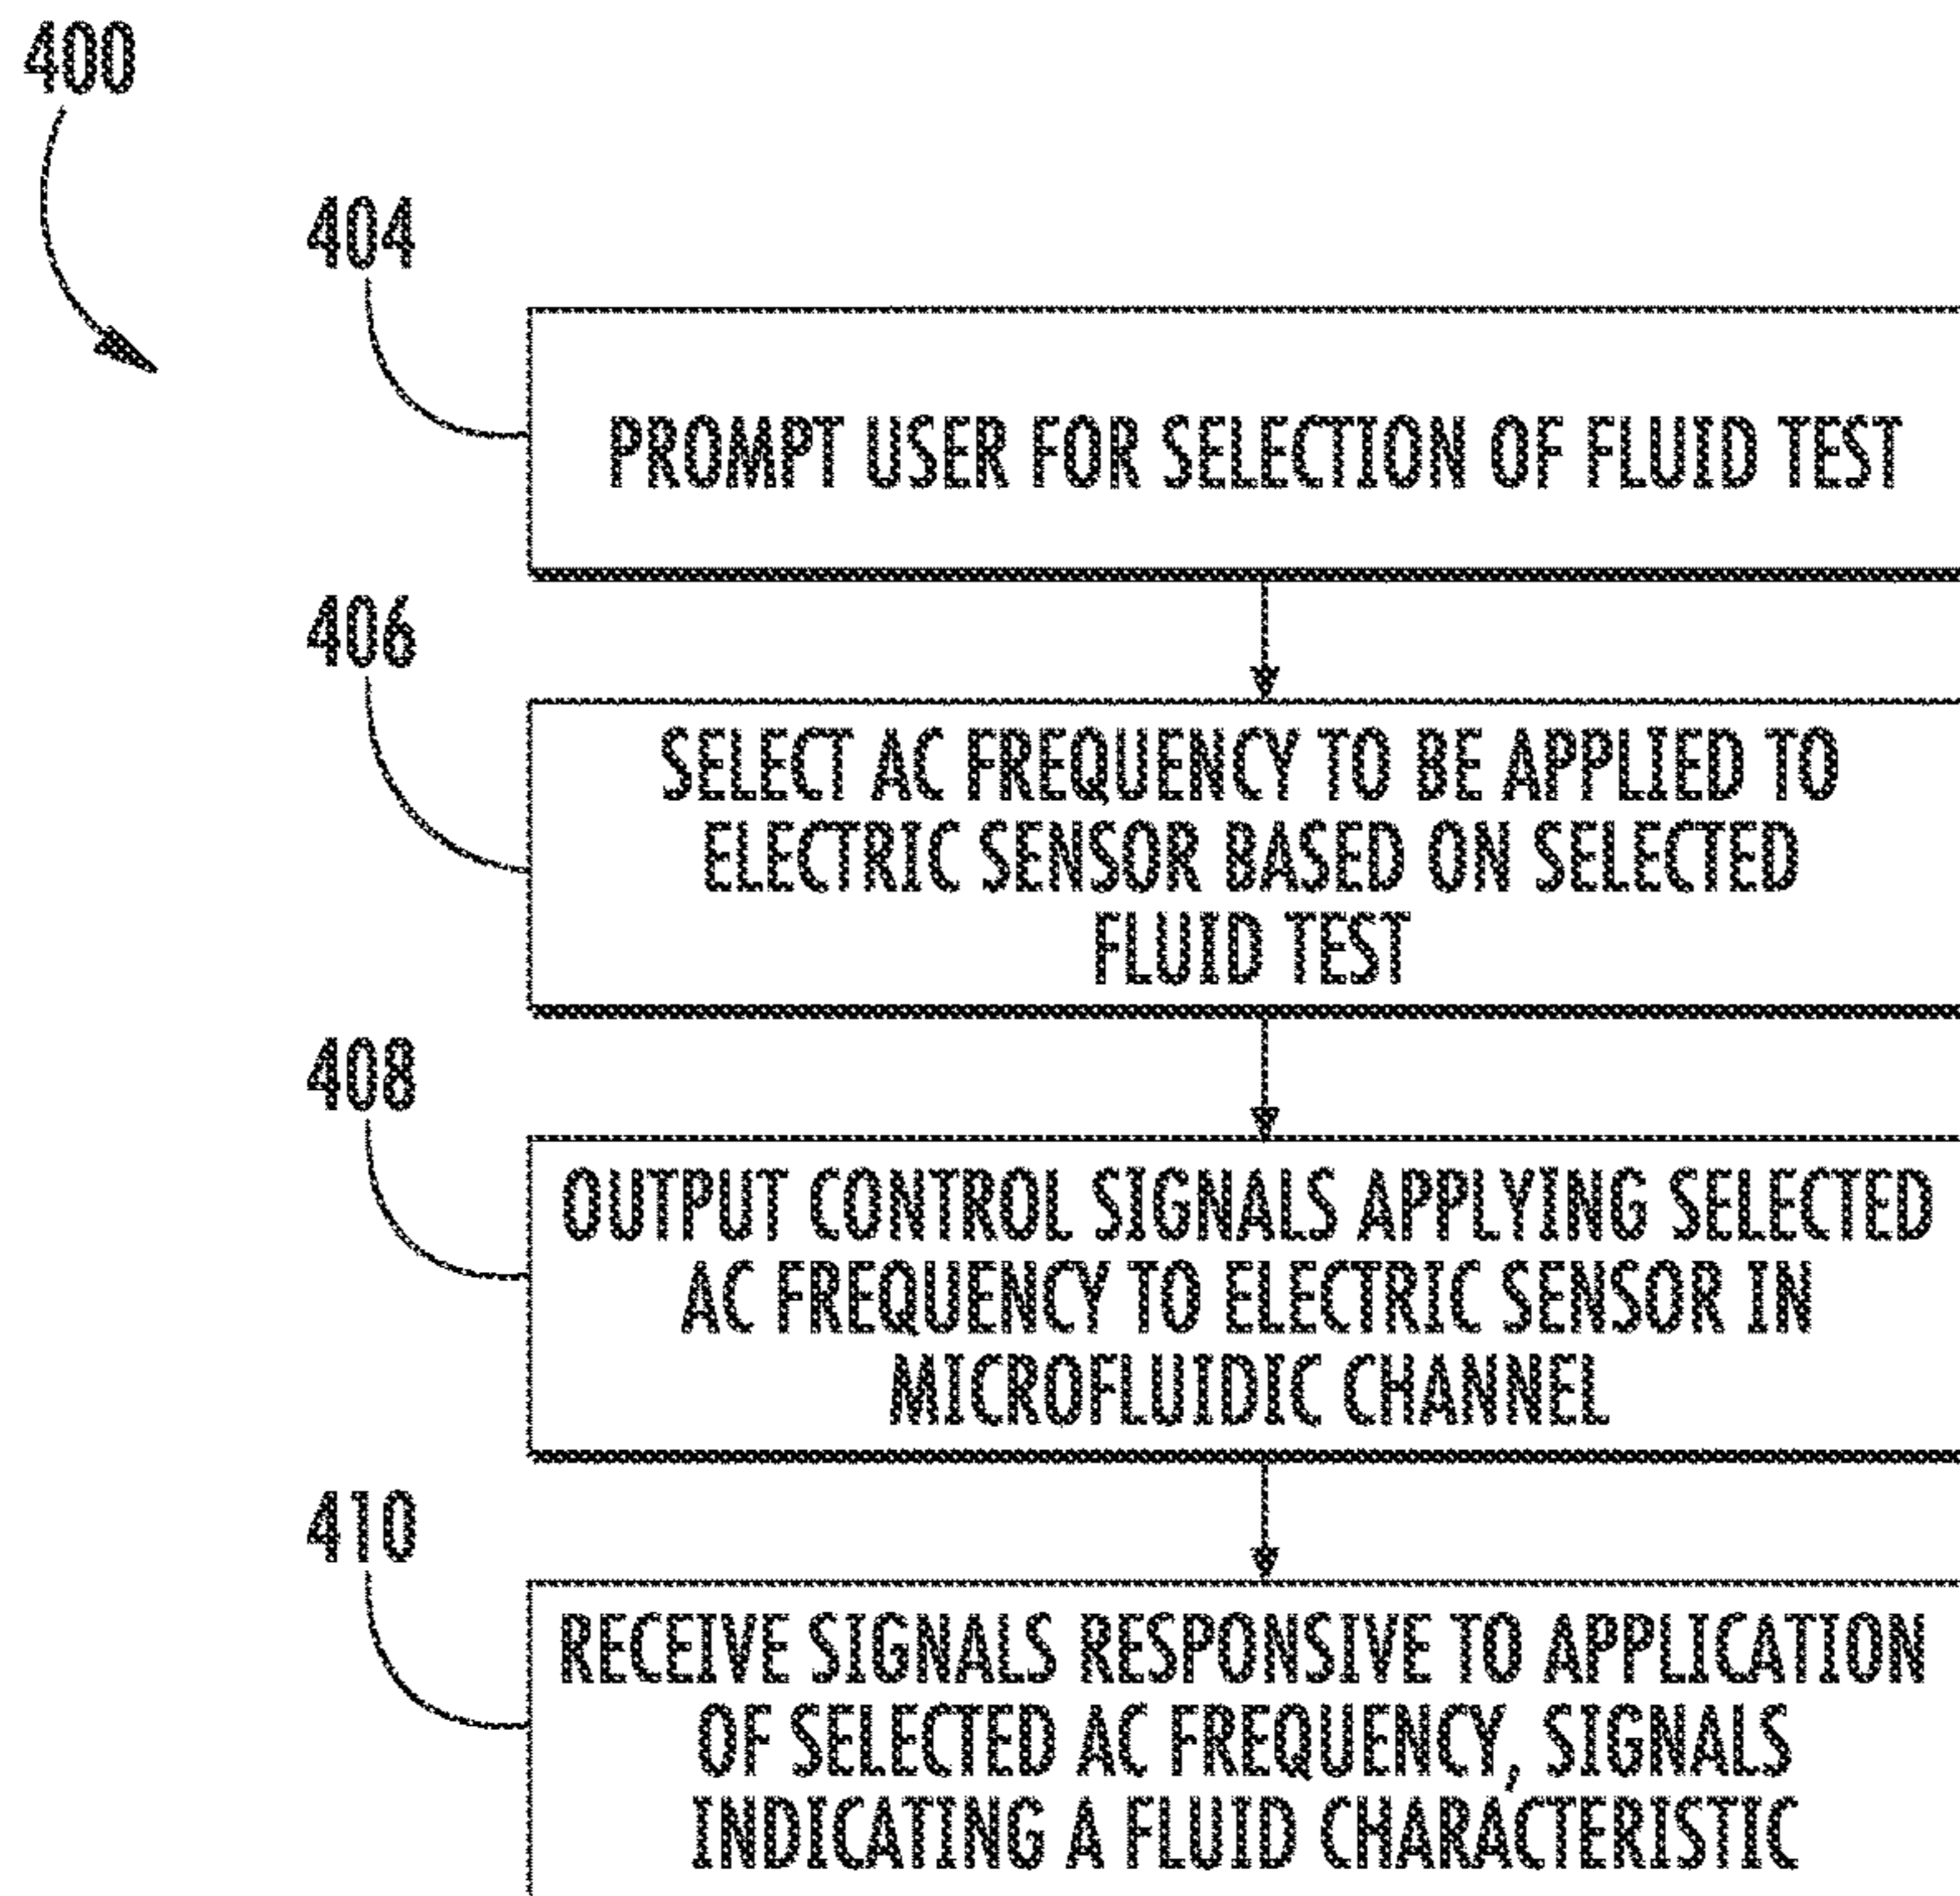 400
404
PROMPT USER FOR SELECTION OF FLUID TEST
406
SELECT AC FREQUENCY TO BE APPLIED TO
ELECTRIC SENSOR BASED ON SELECTED
FLUID TEST
408
OUTPUT CONTROL SIGNALS APPLYING SELECTED
AC FREQUENCY TO ELECTRIC SENSOR IN
MICROFLUIDIC CHANNEL
410
RECEIVE SIGNALS RESPONSIVE TO APPLICATION
OF SELECTED AC FREQUENCY, SIGNALS
INDICATING A FLUID CHARACTERISTIC